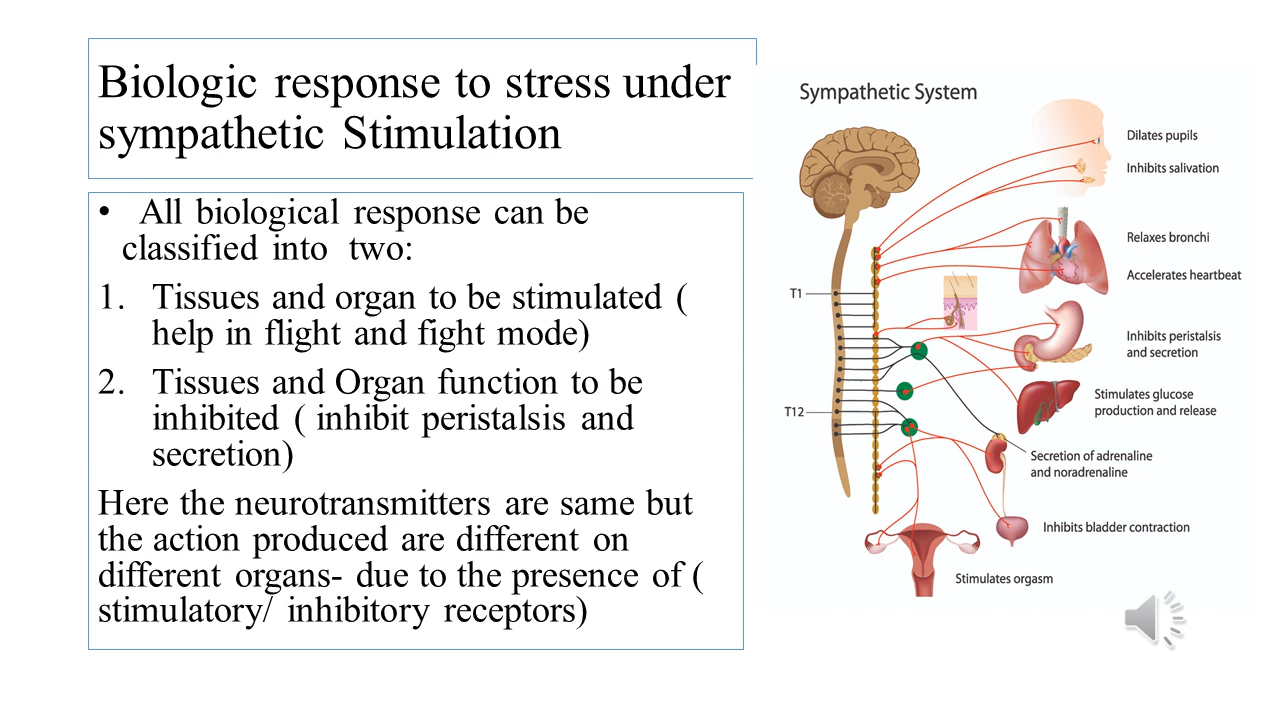 Biologic response to stress under
sympathetic Stimulation
• All biological response can be
classified into two:
1. Tissues and organ to be stimulated (
help in flight and fight mode)
2. Tissues and Organ function to be
inhibited ( inhibit peristalsis and
secretion)
Here the neurotransmitters are same but
the action produced are different on
different organs- due to the presence of (
stimulatory/ inhibitory receptors)
Sympathetic System
Dilates pupils
Inhibits salivation
Relaxes bronchi
Accelerates heartbeat
T1
Inhibits peristalsis
and secretion
Stimulates glucose
production and release
T12
Secretion of adrenaline
and noradrenaline
Inhibits bladder contraction
Stimulates orgasm